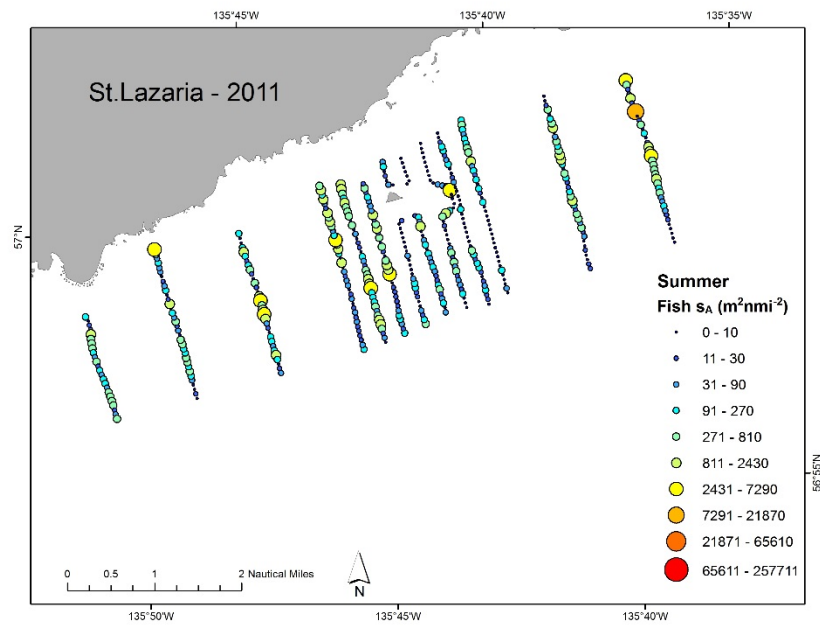 135°45'W 135°40'W 135°35'W
St.Lazaria - 2011
57°N
Summer
Fish sA (m²nmi⁻²)
0 - 10
11 - 30
31 - 90
91 - 270
271 - 810
811 - 2430
2431 - 7290
7291 - 21870
21871 - 65610
65611 - 257711
56°55'N
0 0.5 1 2 Nautical Miles
N
135°50'W 135°45'W 135°40'W